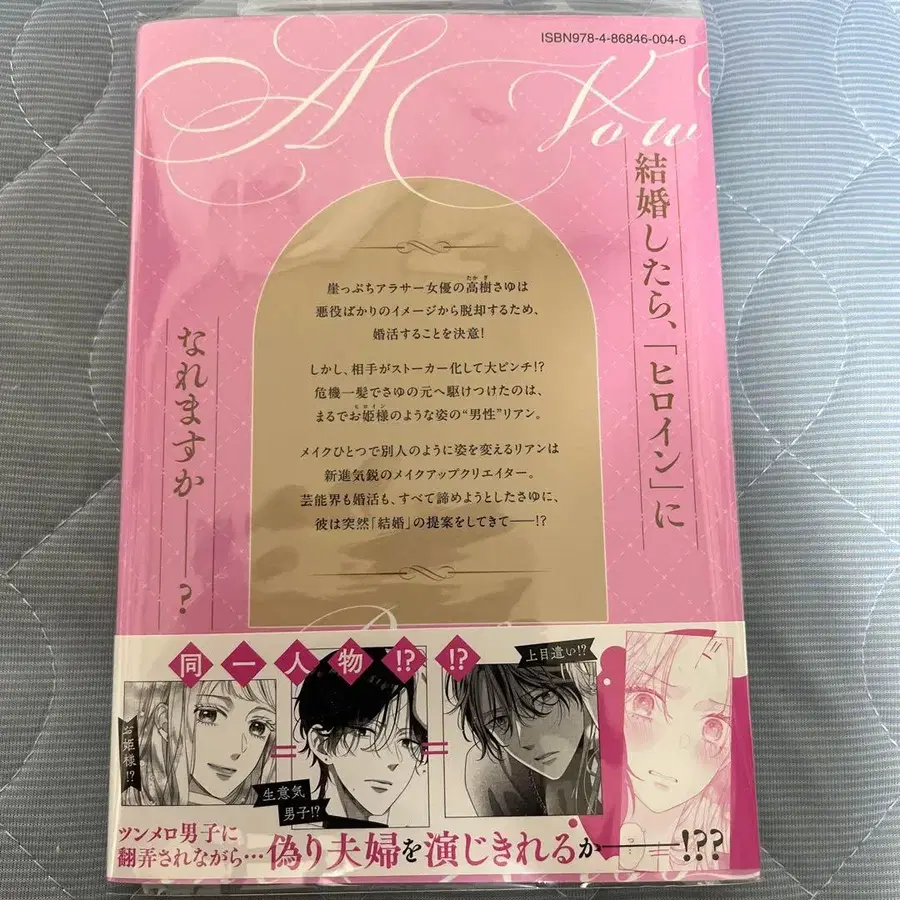 ISBN978-4-86846-004-6
A Vow
結婚したら、「ヒロイン」に
なれますか――?
崖っぷちアラサー女優の高樹さゆは
たかぎ
悪役ばかりのイメージから脱却するため、
婚活することを決意!
しかし、相手がストーカー化して大ピンチ!?
危機一髪でさゆの元へ駆けつけたのは、
まるでお姫様のような姿の“男性”リアン。
ヒロイン
メイクひとつで別人のように姿を変えるリアンは
新進気鋭のメイクアップクリエイター。
芸能界も婚活も、すべて諦めようとしたさゆに、
彼は突然「結婚」の提案をしてきて――!?
同一人物!?!?
お姫様!?
=
生意気
男子!?
=
上目遣い!?
ツンメロ男子に
翻弄されながら…偽り夫婦を演じきれるか――!??